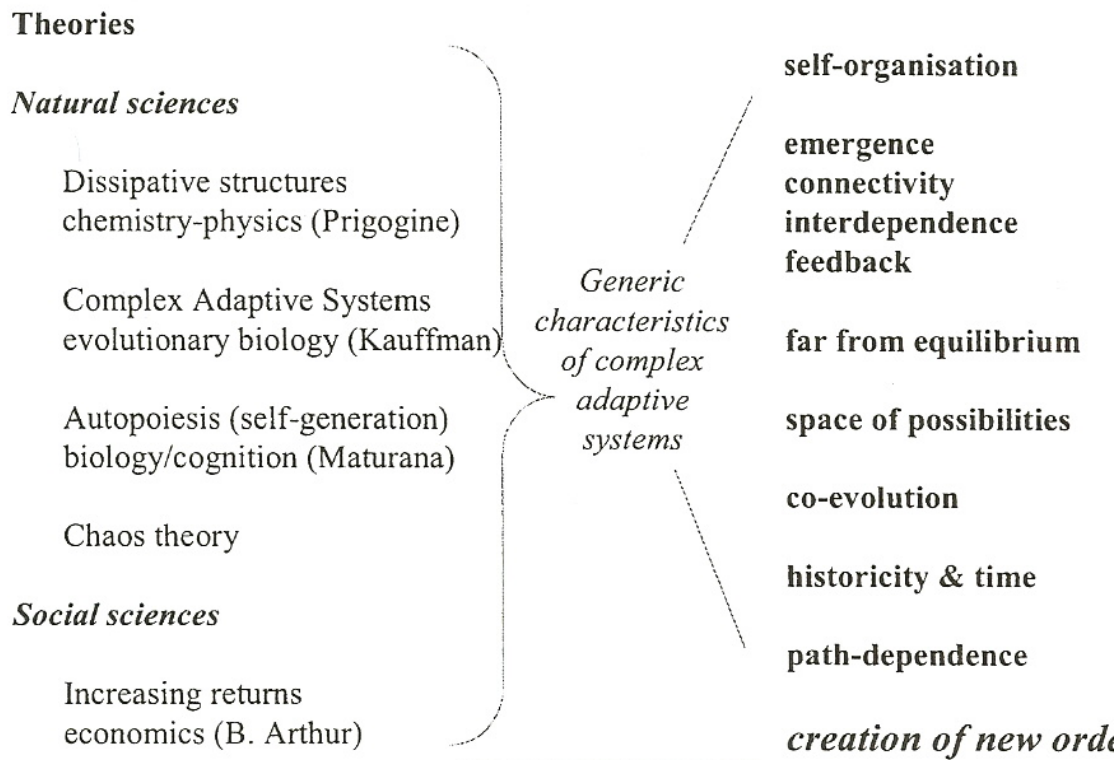 Theories
Natural sciences
Dissipative structures
chemistry-physics (Prigogine)
Complex Adaptive Systems
evolutionary biology (Kauffman)
Autopoiesis (self-generation)
biology/cognition (Maturana)
Chaos theory
Social sciences
Increasing returns
economics (B. Arthur)
Generic
characteristics
of complex
adaptive
systems
self-organisation
emergence
connectivity
interdependence
feedback
far from equilibrium
space of possibilities
co-evolution
historicity & time
path-dependence
creation of new orde